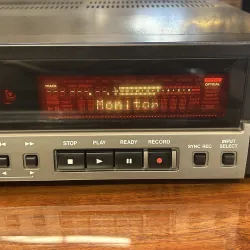 TRACK
OPTICAL
Monitor
STOP PLAY READY RECORD
SYNC REC
INPUT
SELECT